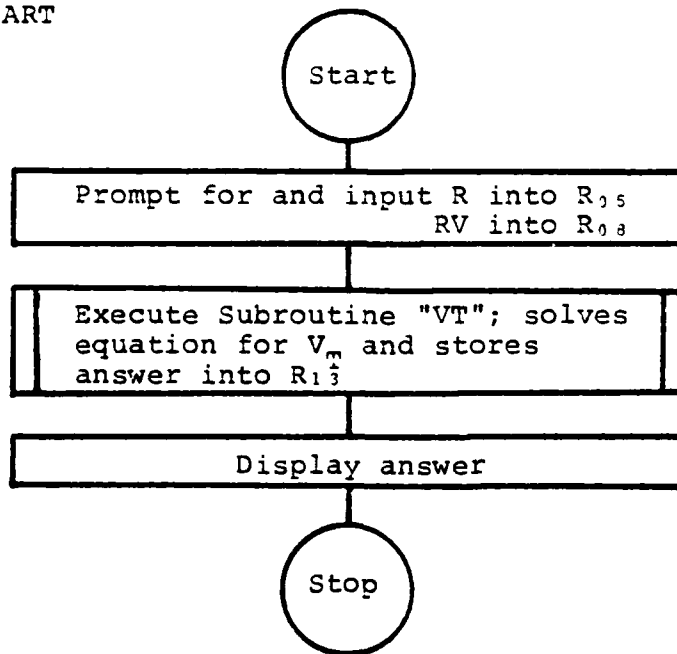 ART
Start
Prompt for and input R into R₀₅
RV into R₀₈
Execute Subroutine "VT"; solves
equation for V_T and stores
answer into R₁₃
Display answer
Stop